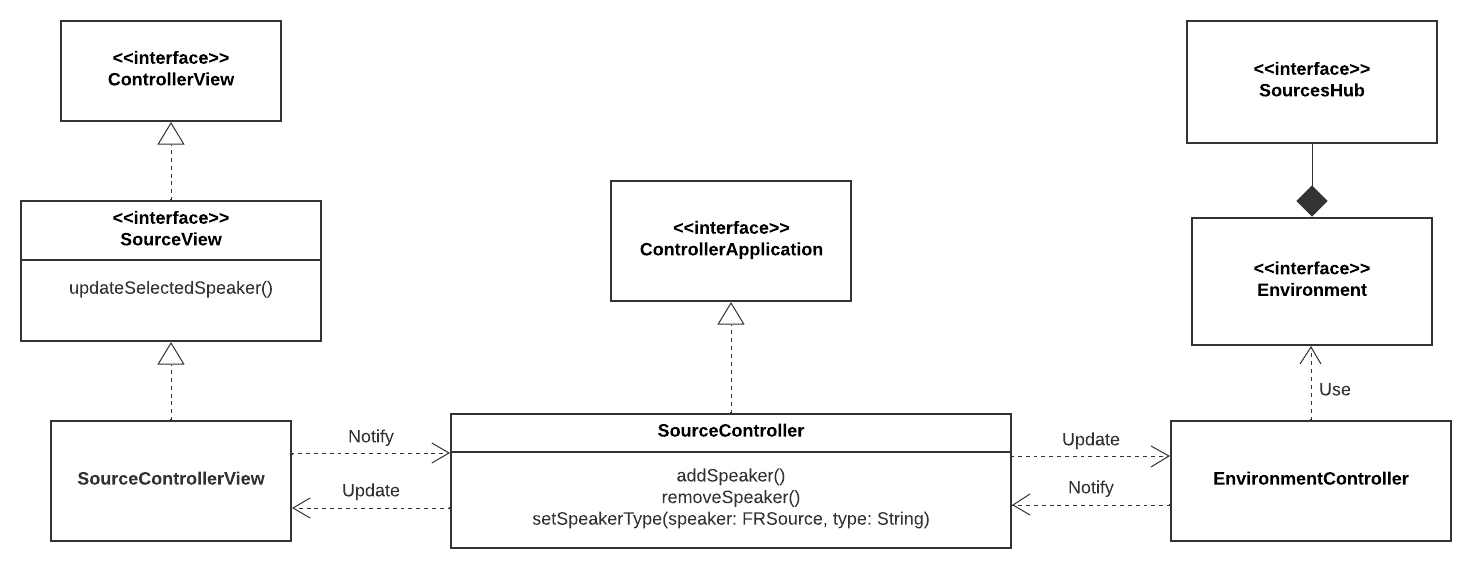 <<interface>>
ControllerView
<<interface>>
SourcesHub
<<interface>>
SourceView
updateSelectedSpeaker()
<<interface>>
ControllerApplication
<<interface>>
Environment
Use
SourceControllerView
Notify
Update
SourceController
addSpeaker()
removeSpeaker()
setSpeakerType(speaker: FRSource, type: String)
Update
Notify
EnvironmentController